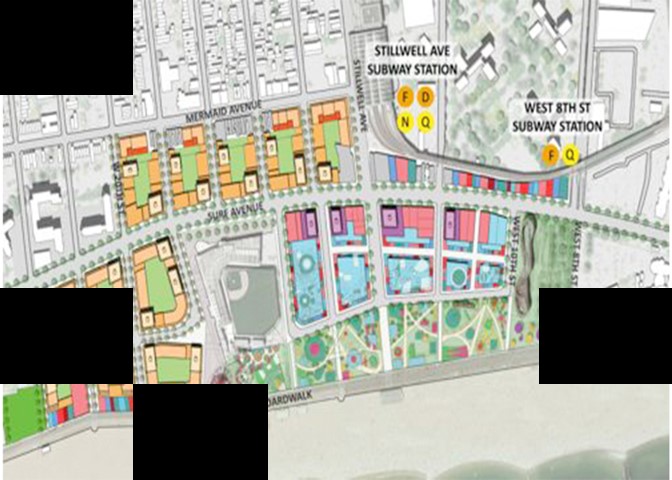 STILLWELL AVE
SUBWAY STATION
F D
N Q
WEST 8TH ST
SUBWAY STATION
F Q
MERMAID AVENUE
STILLWELL AVE
SURF AVENUE
WEST 10TH ST
WEST 8TH ST